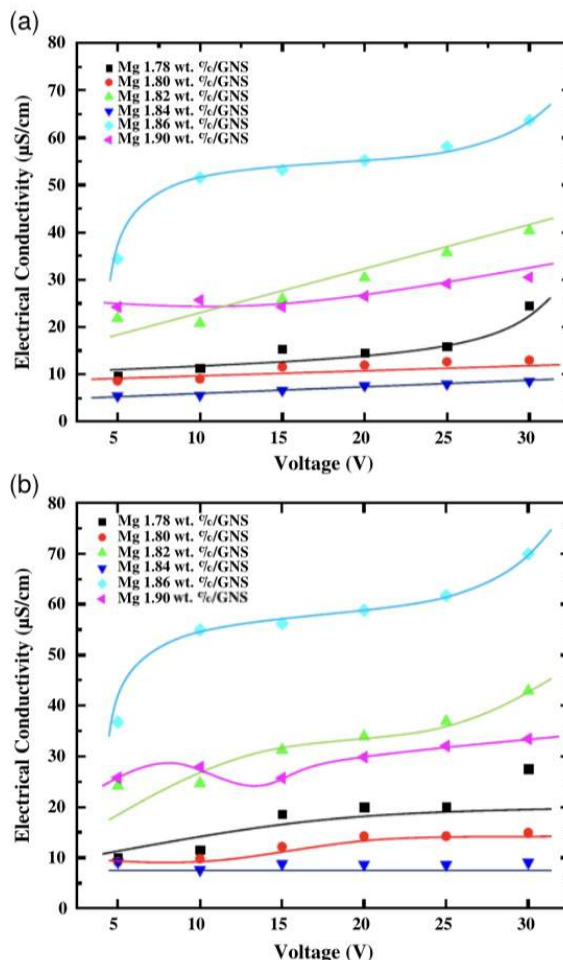 (a)
80
70
60
50
40
30
20
10
0
Electrical Conductivity (μS/cm)
Mg 1.78 wt. %/GNS
Mg 1.80 wt. %/GNS
Mg 1.82 wt. %/GNS
Mg 1.84 wt. %/GNS
Mg 1.86 wt. %/GNS
Mg 1.90 wt. %/GNS
5 10 15 20 25 30
Voltage (V)
(b)
80
70
60
50
40
30
20
10
0
Electrical Conductivity (μS/cm)
Mg 1.78 wt. %/GNS
Mg 1.80 wt. %/GNS
Mg 1.82 wt. %/GNS
Mg 1.84 wt. %/GNS
Mg 1.86 wt. %/GNS
Mg 1.90 wt. %/GNS
5 10 15 20 25 30
Voltage (V)